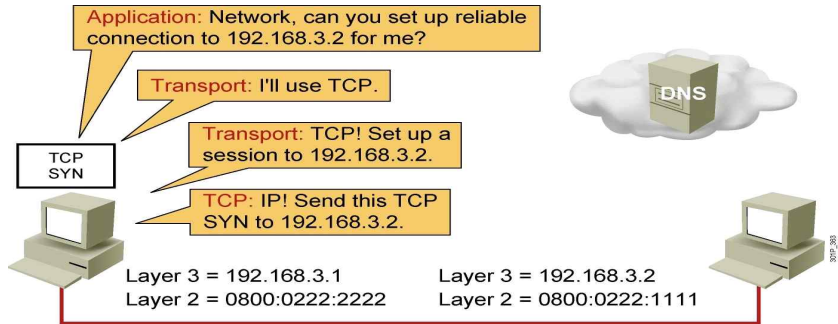 Application: Network, can you set up reliable
connection to 192.168.3.2 for me?
Transport: I'll use TCP.
DNS
Transport: TCP! Set up a
session to 192.168.3.2.
TCP
SYN
TCP: IP! Send this TCP
SYN to 192.168.3.2.
Layer 3 = 192.168.3.1
Layer 2 = 0800:0222:2222
Layer 3 = 192.168.3.2
Layer 2 = 0800:0222:1111
301P_363